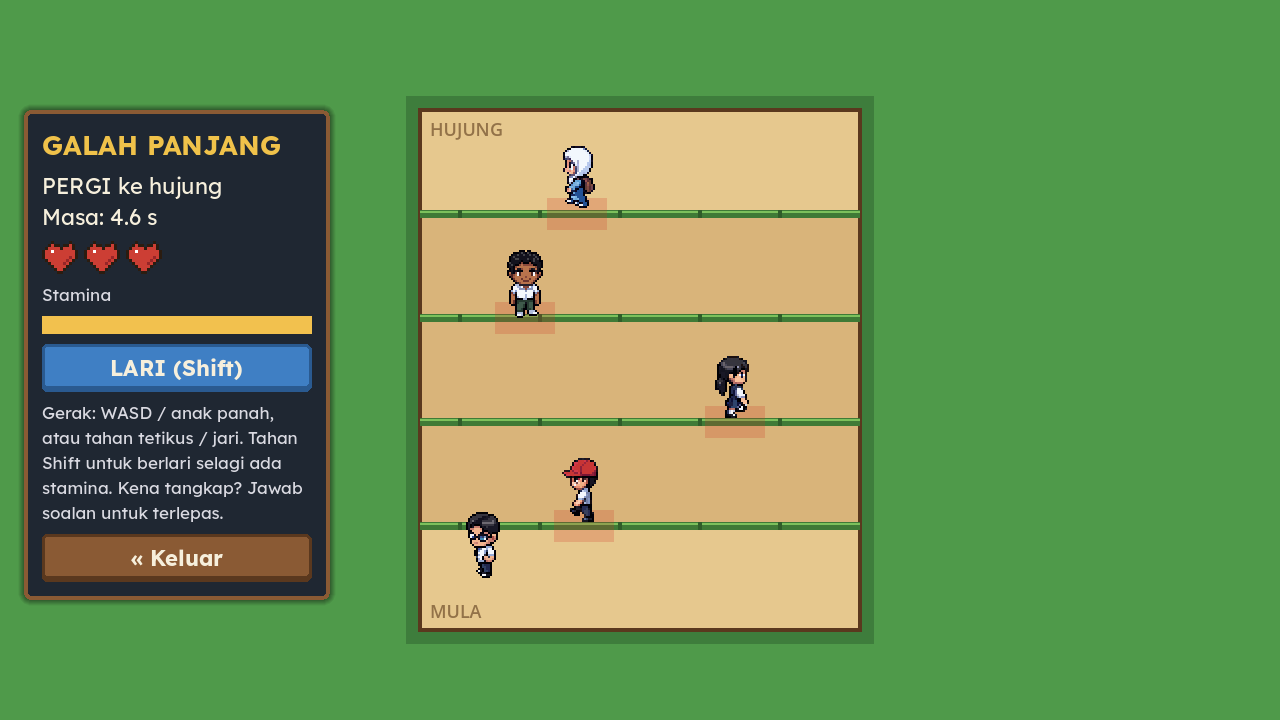 GALAH PANJANG
PERGI ke hujung
Masa: 4.6 s
Stamina
LARI (Shift)
Gerak: WASD / anak panah,
atau tahan tetikus / jari. Tahan
Shift untuk berlari selagi ada
stamina. Kena tangkap? Jawab
soalan untuk terlepas.
« Keluar
HUJUNG
MULA